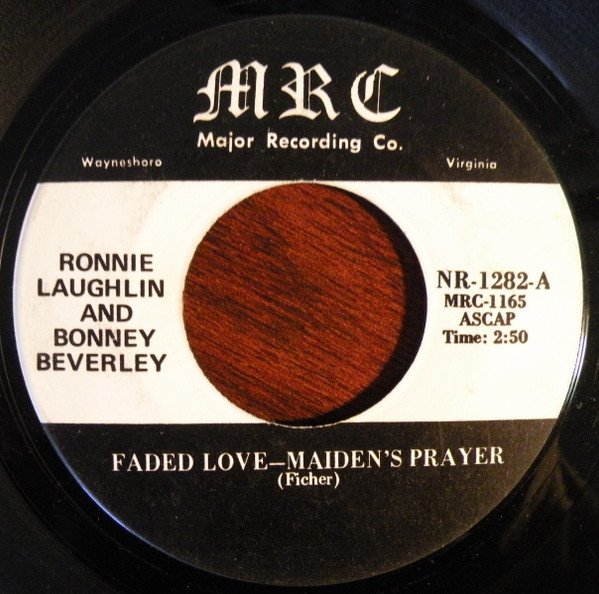 MRC
Major Recording Co.
Waynesboro Virginia
RONNIE
LAUGHLIN
AND
BONNEY
BEVERLEY
NR-1282-A
MRC-1165
ASCAP
Time: 2:50
FADED LOVE—MAIDEN'S PRAYER
(Ficher)